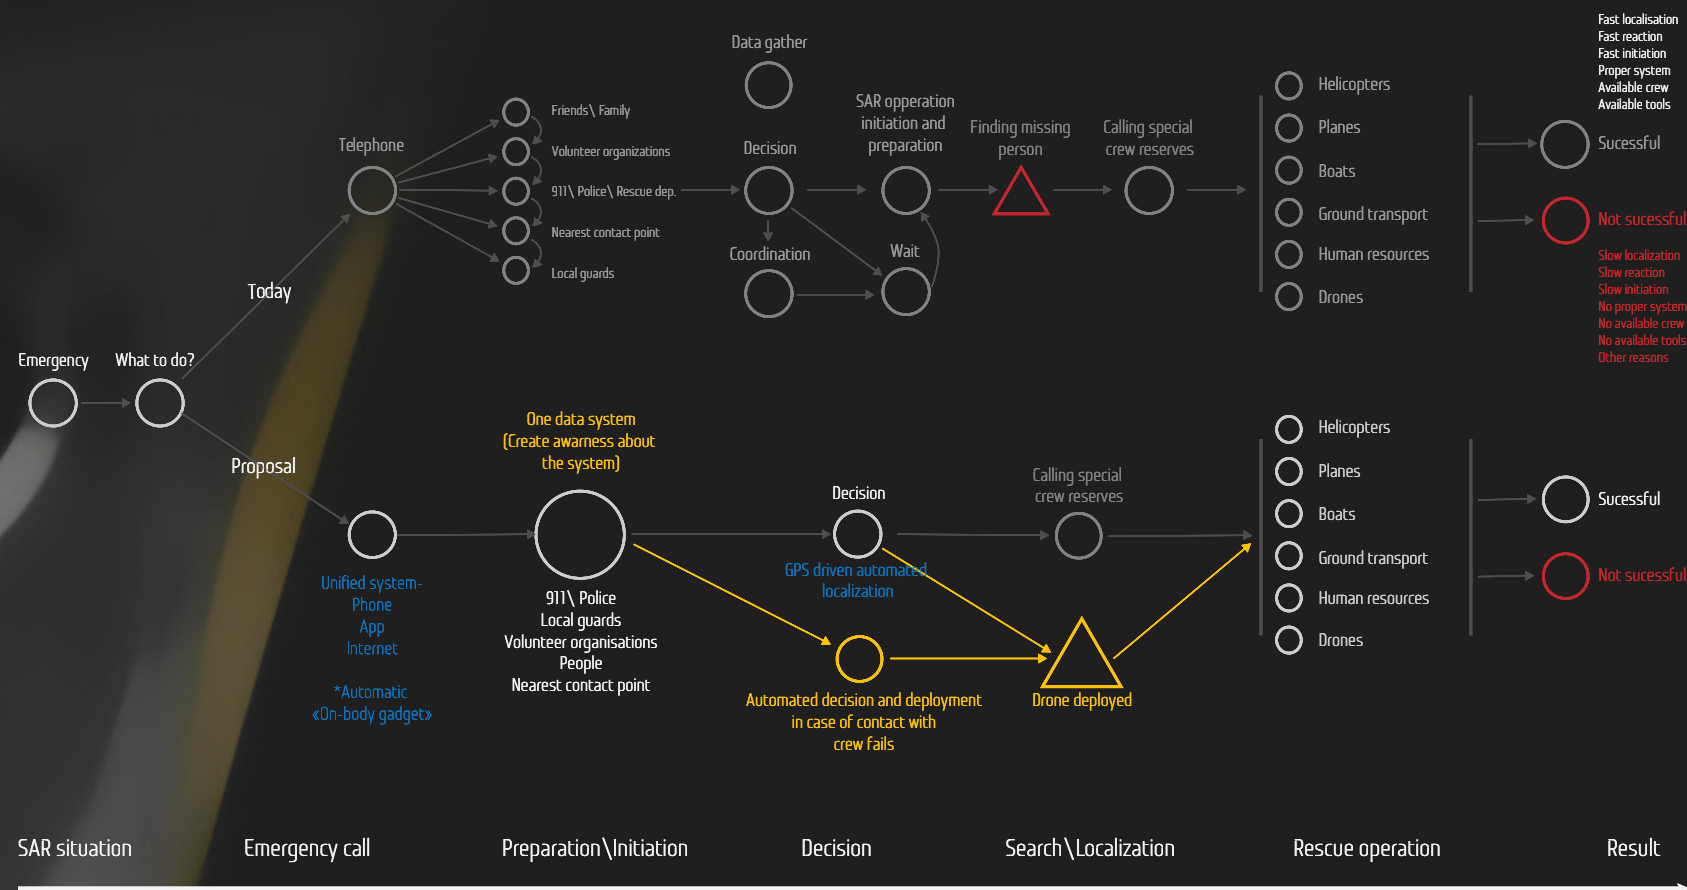 Fast localisation
Fast reaction
Fast initiation
Proper system
Available crew
Available tools
Data gather
Helicopters
SAR opperation
initiation and
preparation
Friends\ Family
Finding missing
person
Calling special
crew reserves
Planes
Telephone
Volunteer organizations
Decision
Sucessful
Boats
911\ Police\ Rescue dep.
Ground transport
Not sucessful
Nearest contact point
Coordination
Wait
Human resources
Local guards
Drones
Slow localization
Slow reaction
Slow initiation
No proper system
No available crew
No available tools
Other reasons
Today
Emergency
What to do?
Proposal
One data system
(Create awarness about
the system)
Helicopters
Planes
Calling special
crew reserves
Decision
Sucessful
Boats
Ground transport
GPS driven automated
localization
Not sucessful
Unified system-
Phone
App
Internet
*Automatic
«On-body gadget»
911\ Police
Local guards
Volunteer organisations
People
Nearest contact point
Human resources
Drones
Automated decision and deployment
in case of contact with
crew fails
Drone deployed
SAR situation
Emergency call
Preparation\Initiation
Decision
Search\Localization
Rescue operation
Result